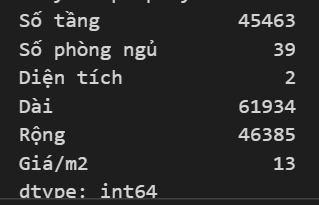 Số tầng 45463
Số phòng ngủ 39
Diện tích 2
Dài 61934
Rộng 46385
Giá/m2 13
dtype: int64